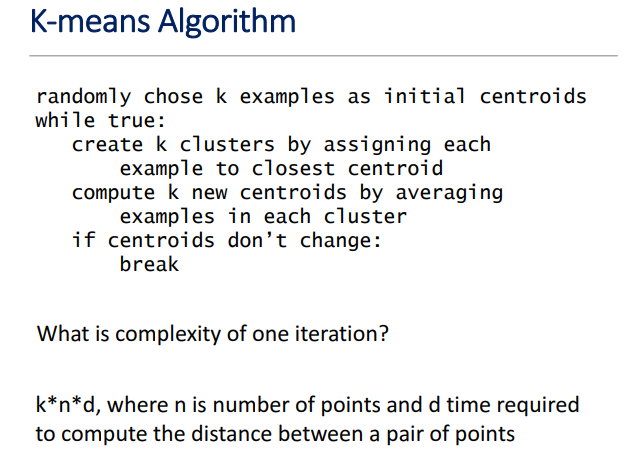 K-means Algorithm
randomly chose k examples as initial centroids
while true:
create k clusters by assigning each
example to closest centroid
compute k new centroids by averaging
examples in each cluster
if centroids don’t change:
break
What is complexity of one iteration?
k*n*d, where n is number of points and d time required
to compute the distance between a pair of points